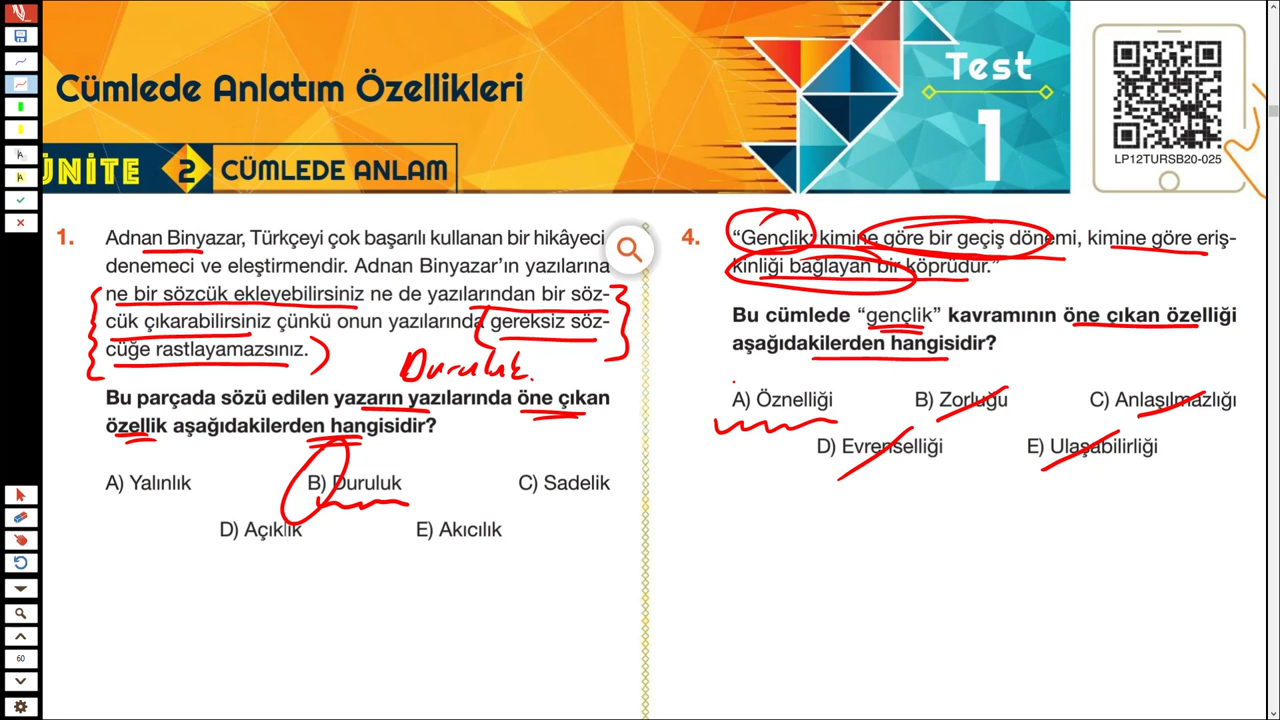 Cümlede Anlatım Özellikleri
Test
1
LP12TURSB20-025
ÜNİTE 2 CÜMLEDE ANLAM
1. Adnan Binyazar, Türkçeyi çok başarılı kullanan bir hikâyeci,
denemeci ve eleştirmendir. Adnan Binyazar'ın yazılarına
ne bir sözcük ekleyebilirsiniz ne de yazılarından bir söz-
cük çıkarabilirsiniz çünkü onun yazılarında gereksiz söz-
cüğe rastlayamazsınız.
Duruluk.
Bu parçada sözü edilen yazarın yazılarında öne çıkan
özellik aşağıdakilerden hangisidir?
A) Yalınlık B) Duruluk C) Sadelik
D) Açıklık E) Akıcılık
4. "Gençlik; kimine göre bir geçiş dönemi, kimine göre eriş-
kinliği bağlayan bir köprüdür."
Bu cümlede "gençlik" kavramının öne çıkan özelliği
aşağıdakilerden hangisidir?
A) Öznelliği B) Zorluğu C) Anlaşılmazlığı
D) Evrenselliği E) Ulaşabilirliği
60